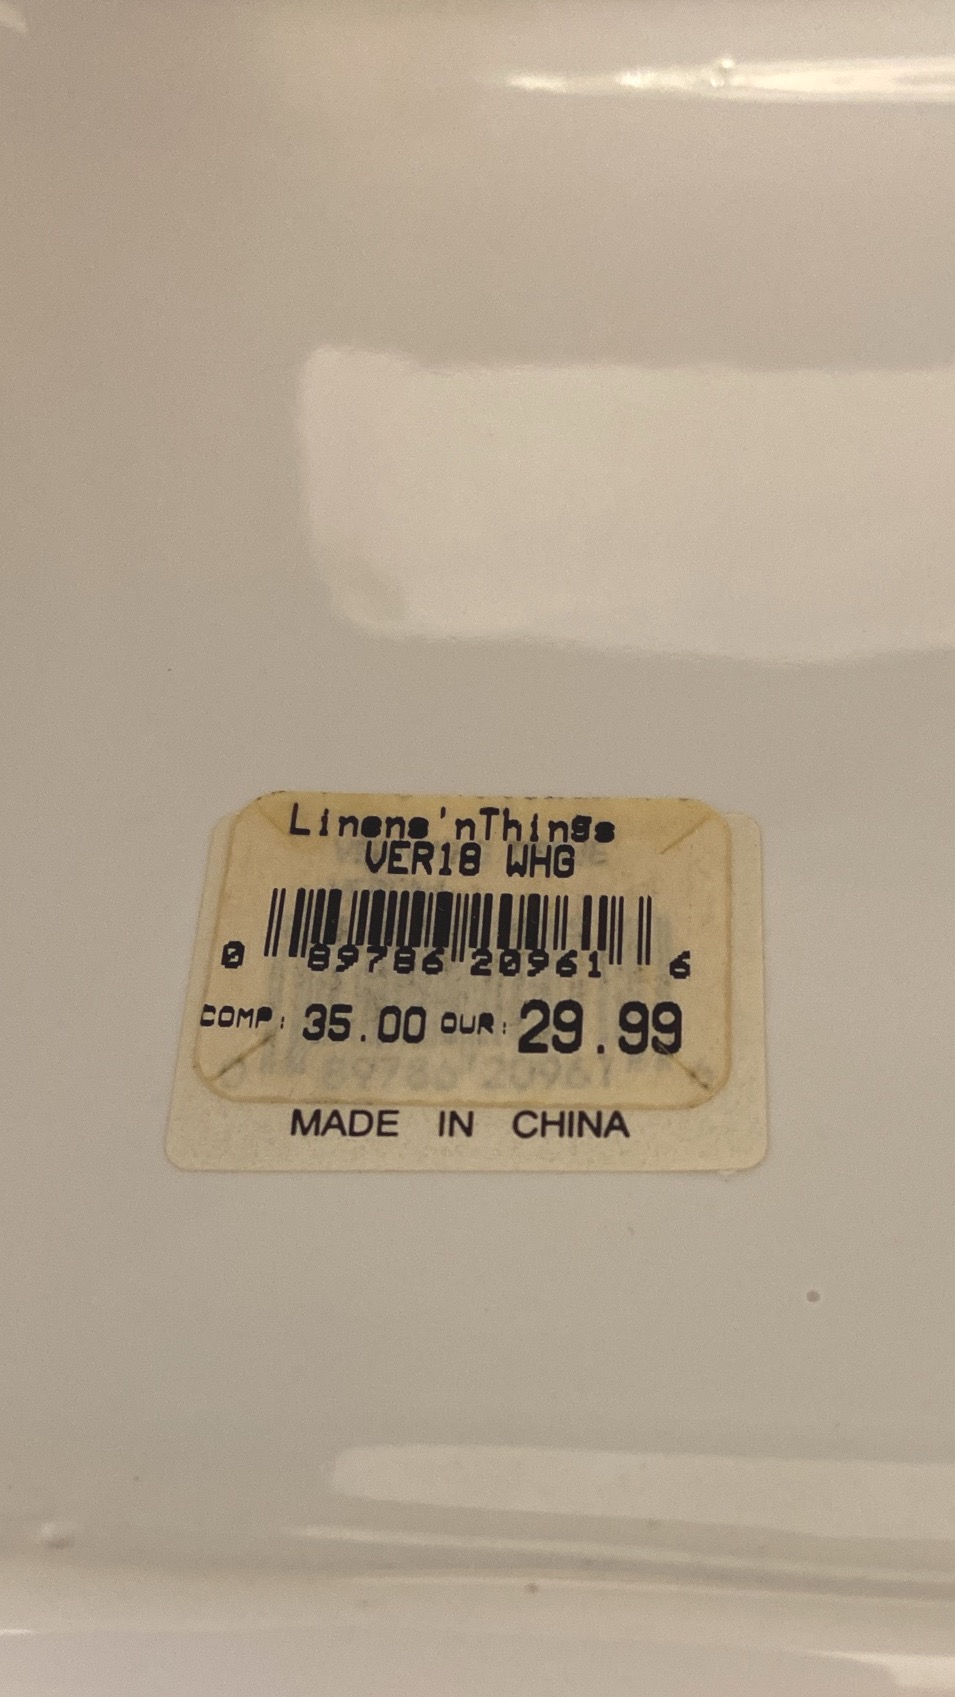 Linens'nThings
VER18 WHG
0 89786 20961 6
COMP: 35.00 OUR: 29.99
MADE IN CHINA